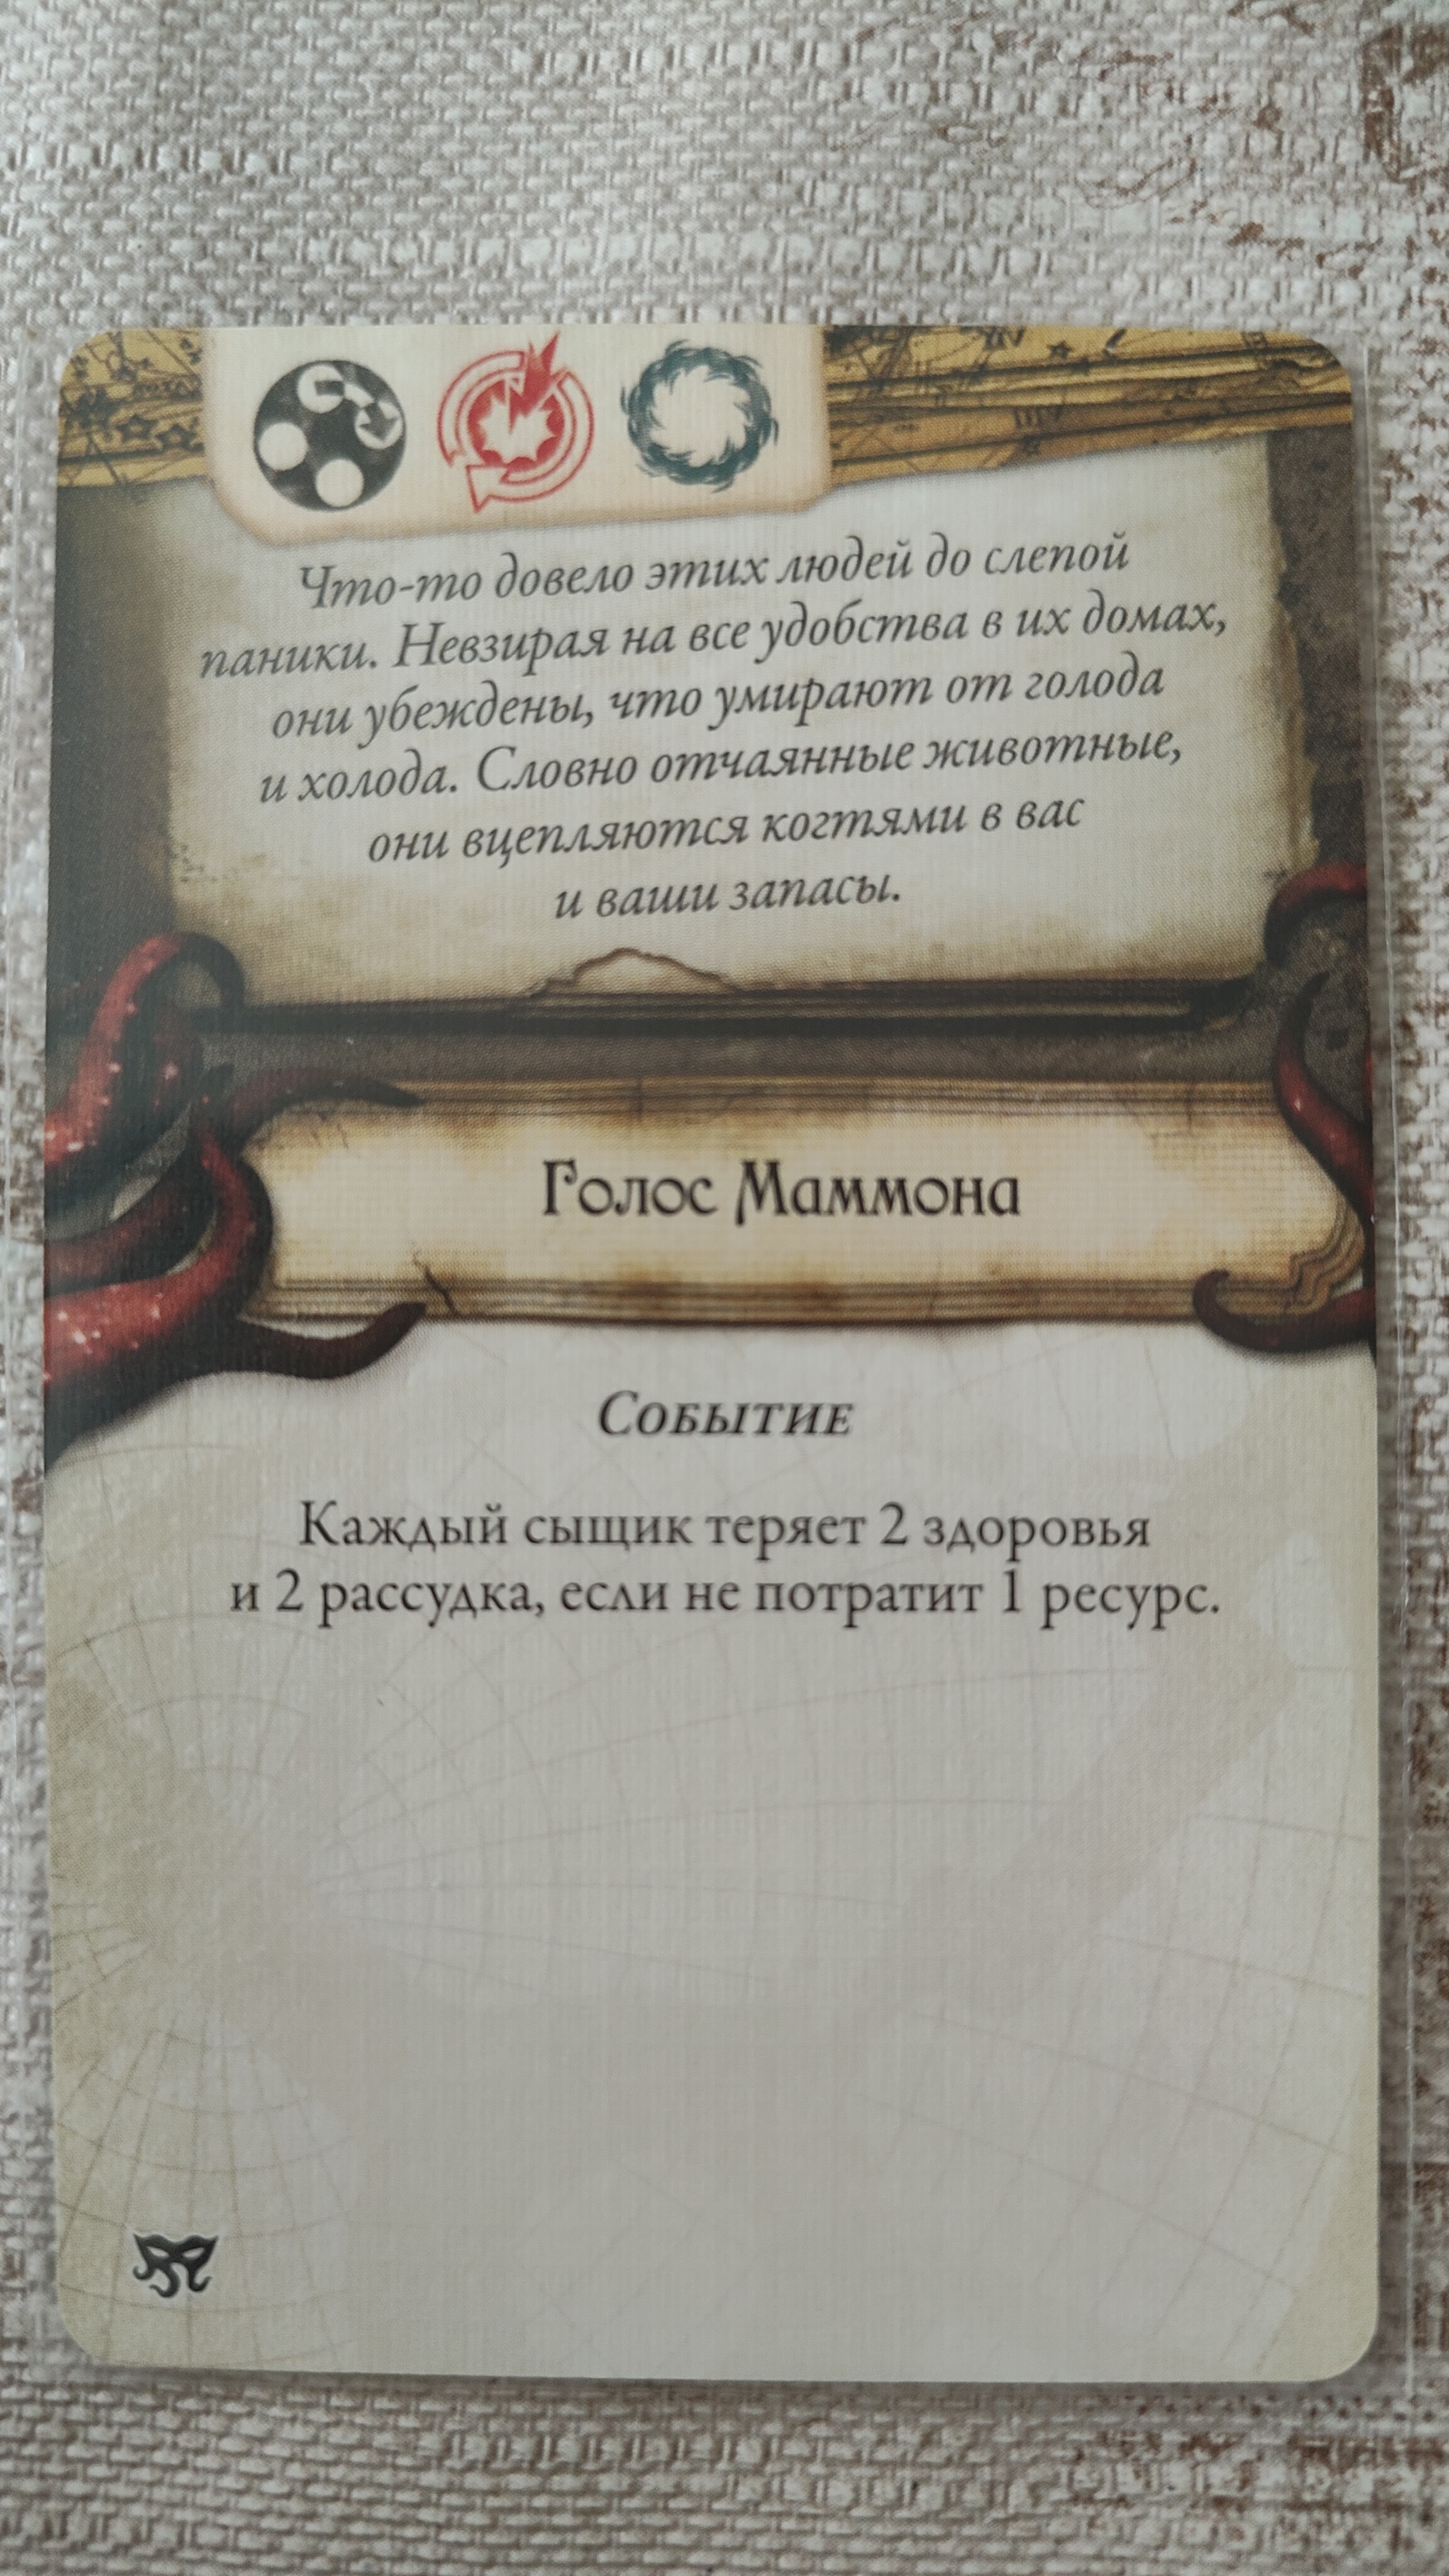 Что-то довело этих людей до слепой
паники. Невзирая на все удобства в их домах,
они убеждены, что умирают от голода
и холода. Словно отчаянные животные,
они вцепляются когтями в вас
и ваши запасы.
Голос Маммона
Событие
Каждый сыщик теряет 2 здоровья
и 2 рассудка, если не потратит 1 ресурс.